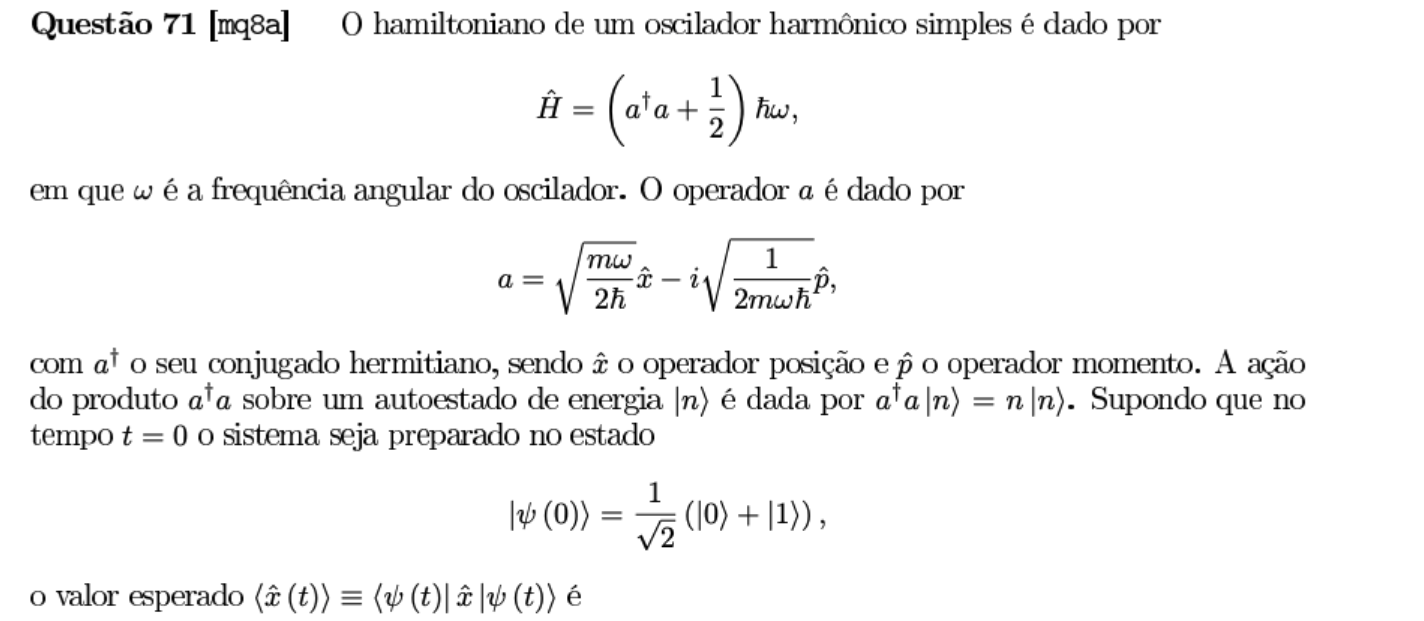 Questão 71 [mq8a] O hamiltoniano de um oscilador harmônico simples é dado por
Ĥ = (a†a + 1/2) ħω,
em que ω é a frequência angular do oscilador. O operador a é dado por
a = √(mω/2ħ) x̂ − i√(1/2mωħ) p̂,
com a† o seu conjugado hermitiano, sendo x̂ o operador posição e p̂ o operador momento. A ação
do produto a†a sobre um autoestado de energia |n⟩ é dada por a†a |n⟩ = n |n⟩. Supondo que no
tempo t = 0 o sistema seja preparado no estado
|ψ (0)⟩ = 1/√2 (|0⟩ + |1⟩) ,
o valor esperado ⟨x̂ (t)⟩ ≡ ⟨ψ (t)| x̂ |ψ (t)⟩ é